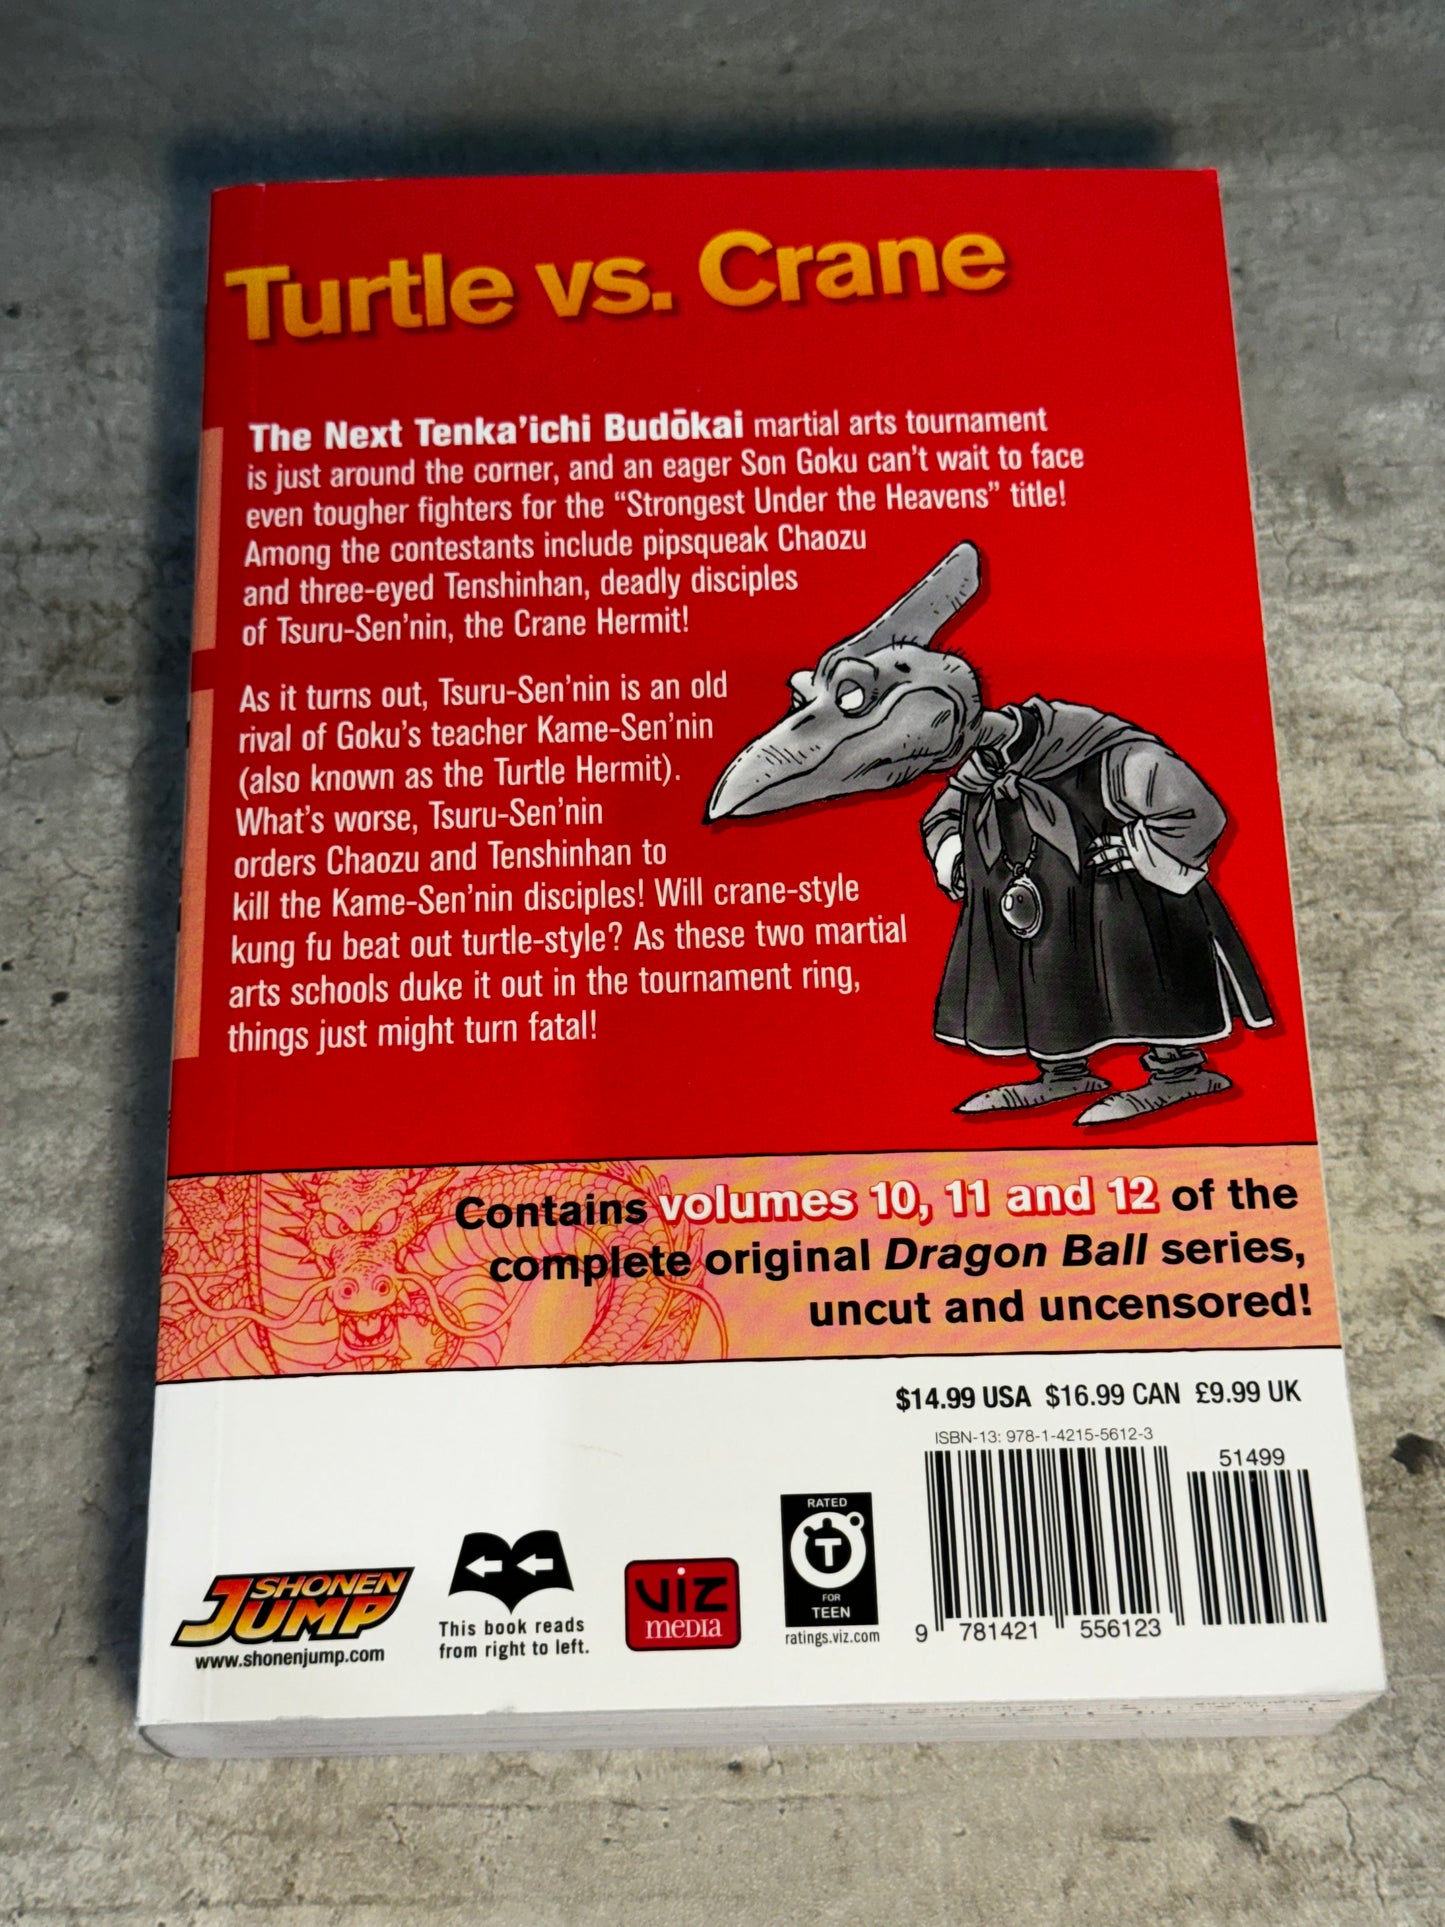 Turtle vs. Crane
The Next Tenka'ichi Budōkai martial arts tournament
is just around the corner, and an eager Son Goku can't wait to face
even tougher fighters for the “Strongest Under the Heavens” title!
Among the contestants include pipsqueak Chaozu
and three-eyed Tenshinhan, deadly disciples
of Tsuru-Sen'nin, the Crane Hermit!
As it turns out, Tsuru-Sen'nin is an old
rival of Goku's teacher Kame-Sen'nin
(also known as the Turtle Hermit).
What's worse, Tsuru-Sen'nin
orders Chaozu and Tenshinhan to
kill the Kame-Sen'nin disciples! Will crane-style
kung fu beat out turtle-style? As these two martial
arts schools duke it out in the tournament ring,
things just might turn fatal!
Contains volumes 10, 11 and 12 of the
complete original Dragon Ball series,
uncut and uncensored!
$14.99 USA $16.99 CAN £9.99 UK
ISBN-13: 978-1-4215-5612-3
51499
9 781421 556123
SHONEN
JUMP
www.shonenjump.com
This book reads
from right to left.
VIZ
MEDIA
RATED
T
FOR
TEEN
ratings.viz.com